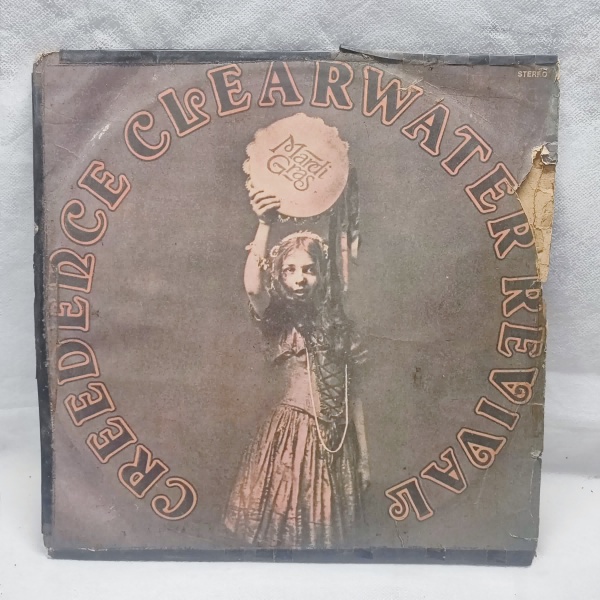 STEREO
CREEDENCE CLEARWATER REVIVAL
Mardi
Gras